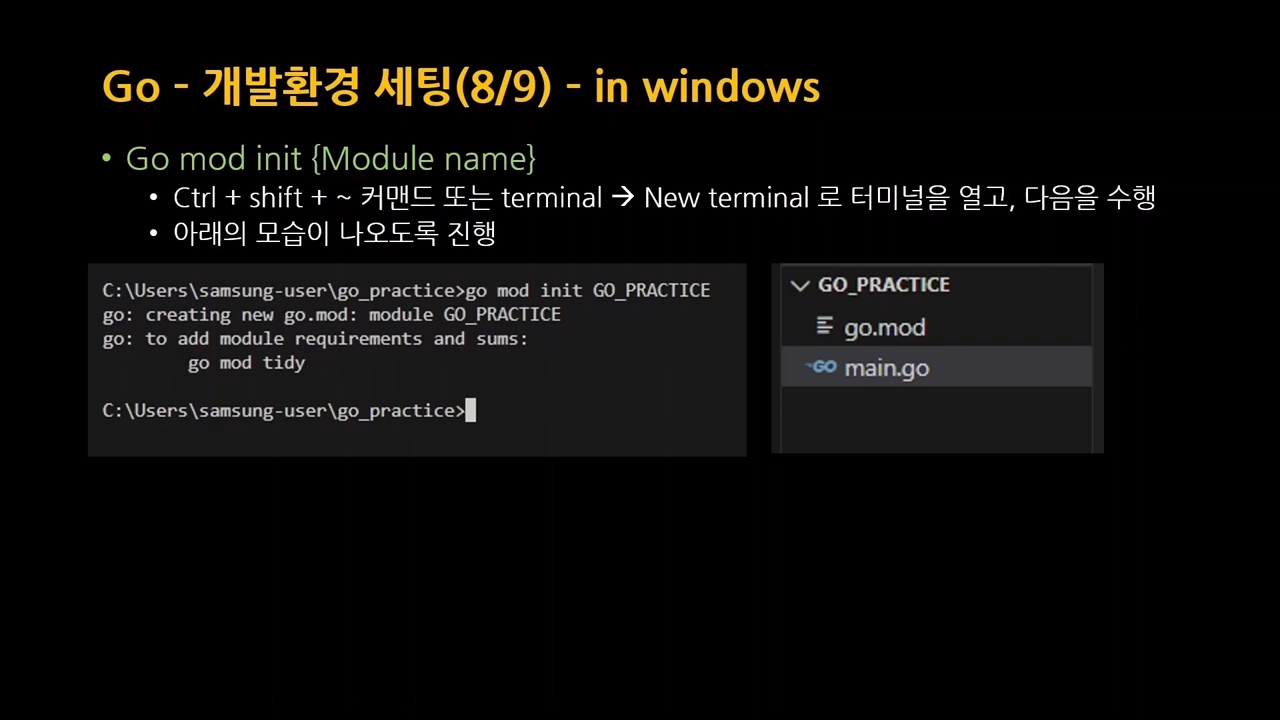 Go - 개발환경 세팅(8/9) - in windows
• Go mod init {Module name}
• Ctrl + shift + ~ 커맨드 또는 terminal → New terminal 로 터미널을 열고, 다음을 수행
• 아래의 모습이 나오도록 진행
C:\Users\samsung-user\go_practice>go mod init GO_PRACTICE
go: creating new go.mod: module GO_PRACTICE
go: to add module requirements and sums:
go mod tidy
C:\Users\samsung-user\go_practice>
GO_PRACTICE
go.mod
GO main.go